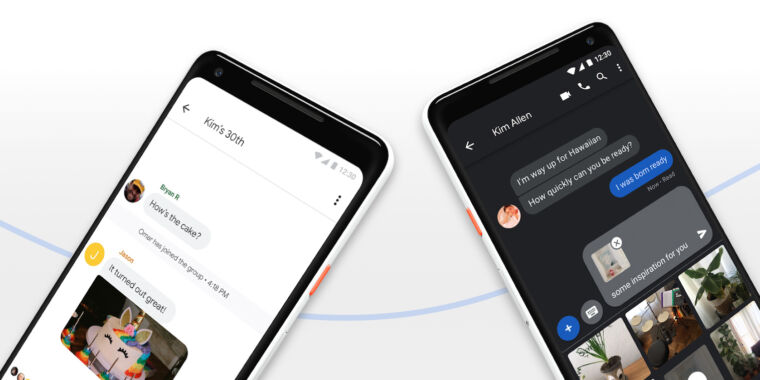 12:30
Kim's 30th
Bryan R
How's the cake?
Omar has joined the group • 4:18 PM
Jason
J
It turned out great!
12:30
Kim Allen
I'm way up for Hawaiian
How quickly can you be ready?
I was born ready
Now • Read
some inspiration for you